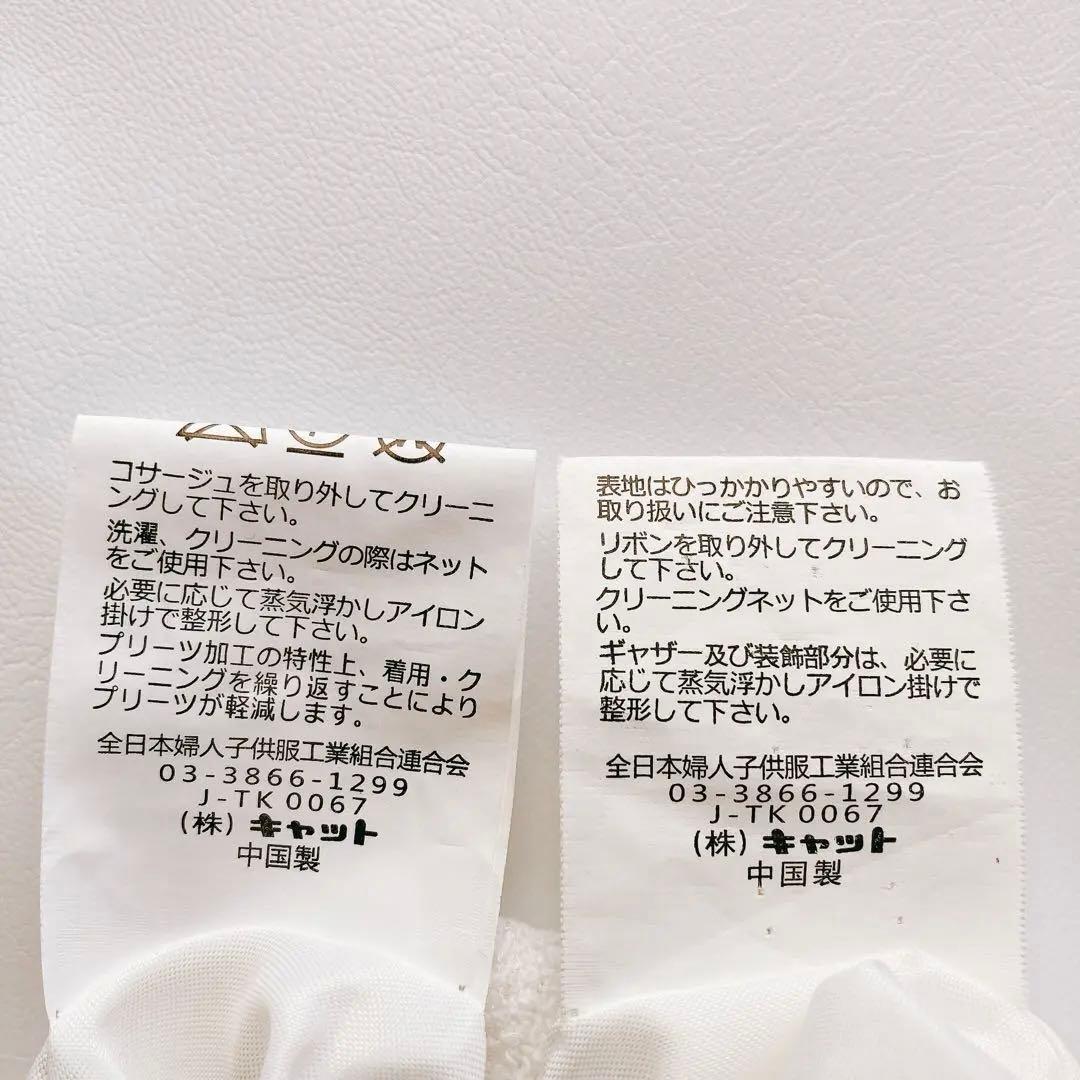 コサージュを取り外してクリーニ
ングして下さい。
洗濯、クリーニングの際はネット
をご使用下さい。
必要に応じて蒸気浮かしアイロン
掛けで整形して下さい。
プリーツ加工の特性上、着用・ク
リーニングを繰り返すことにより
プリーツが軽減します。
全日本婦人子供服工業組合連合会
03-3866-1299
J-TK 0067
(株) キャット
中国製
表地はひっかかりやすいので、お
取り扱いにご注意下さい。
リボンを取り外してクリーニング
して下さい。
クリーニングネットをご使用下さ
い。
ギャザー及び装飾部分は、必要に
応じて蒸気浮かしアイロン掛けで
整形して下さい。
全日本婦人子供服工業組合連合会
03-3866-1299
J-TK 0067
(株) キャット
中国製